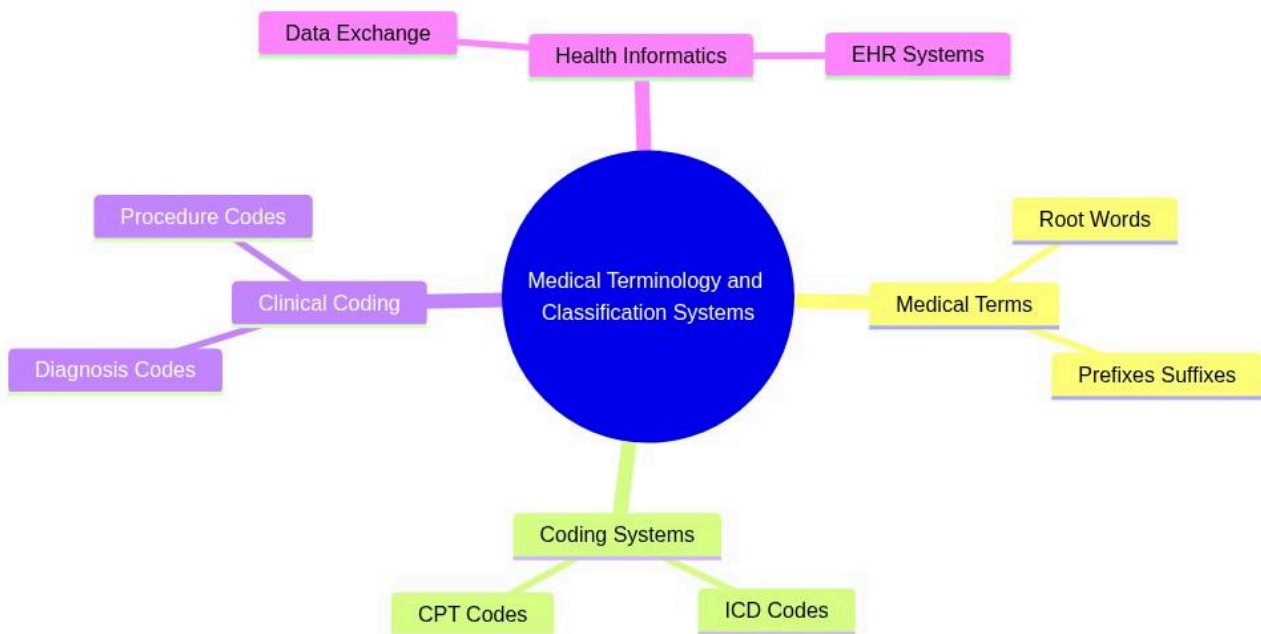 Data Exchange
Health Informatics
EHR Systems
Procedure Codes
Clinical Coding
Diagnosis Codes
Medical Terminology and
Classification Systems
Root Words
Medical Terms
Prefixes Suffixes
Coding Systems
CPT Codes
ICD Codes